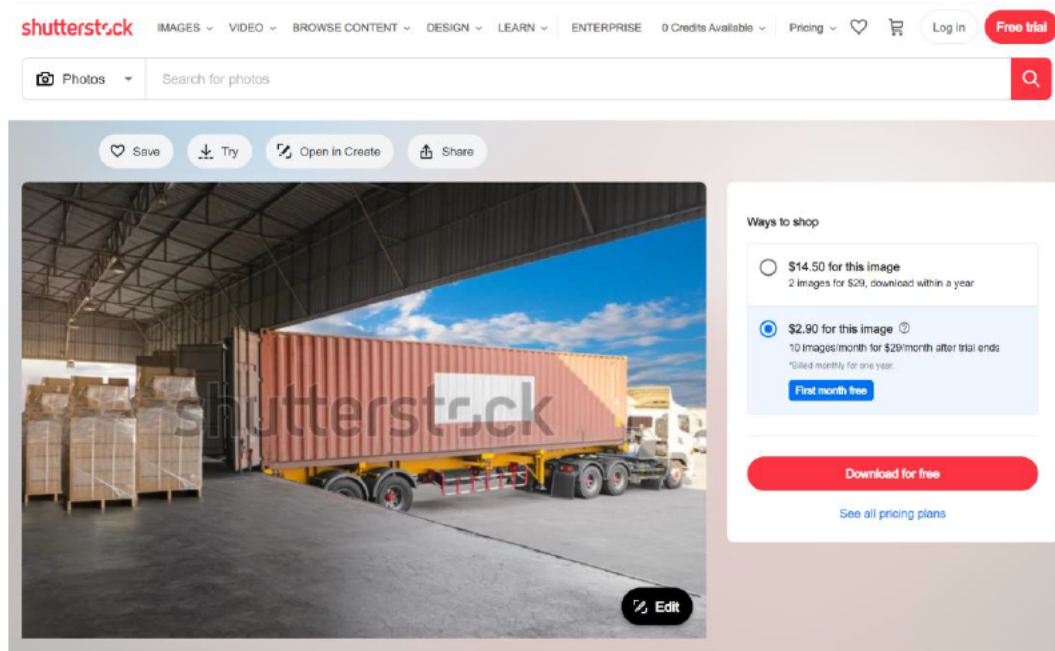 shutterstock IMAGES VIDEO BROWSE CONTENT DESIGN LEARN ENTERPRISE 0 Credits Available Pricing Log in Free trial
Photos Search for photos
Save Try Open in Create Share
shutterstock
Edit
Ways to shop
$14.50 for this image
2 images for $29, download within a year
$2.90 for this image
10 images/month for $29/month after trial ends
*Billed monthly for one year.
First month free
Download for free
See all pricing plans